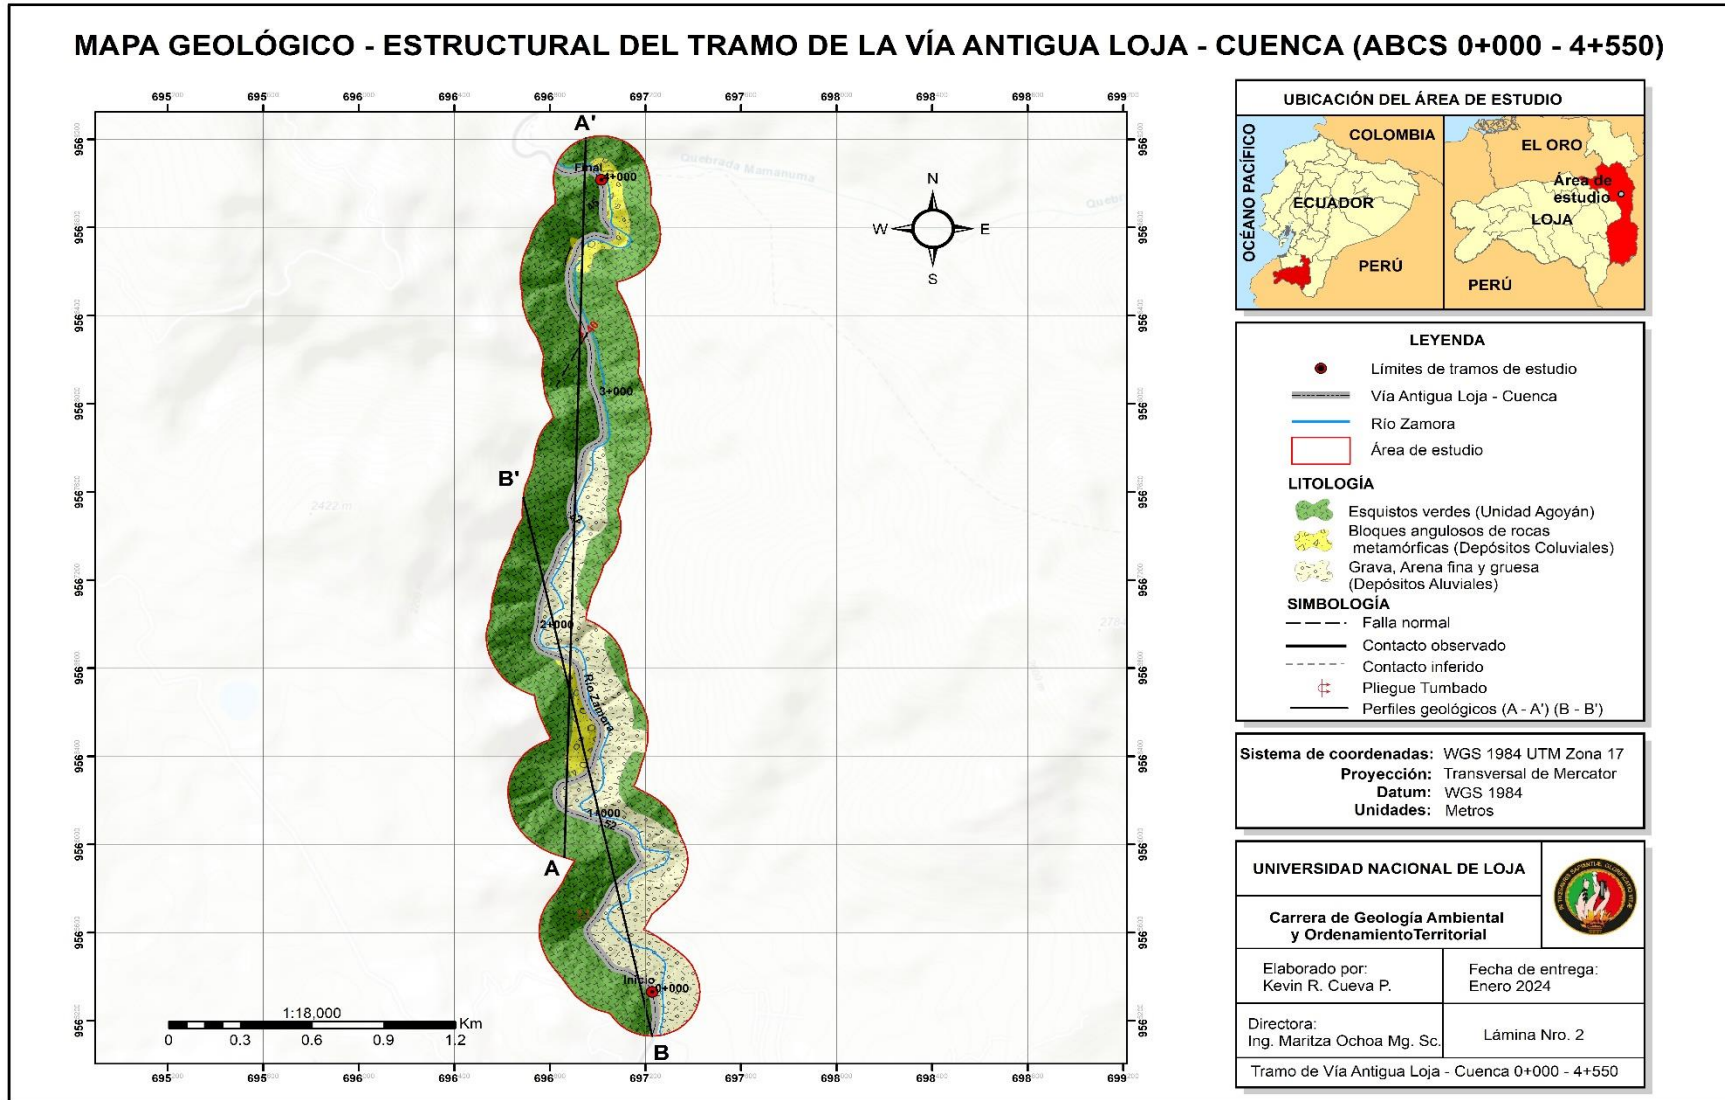 MAPA GEOLÓGICO - ESTRUCTURAL DEL TRAMO DE LA VÍA ANTIGUA LOJA - CUENCA (ABCS 0+000 - 4+550)
A'
Final
4+000
Quebrada Mamanuma
45
46
3+000
B'
2422 m
42
2+000
Río Zamora
1+000
52
A
Inicio
0+000
B
N
W
E
S
1:18,000
Km
0 0.3 0.6 0.9 1.2
UBICACIÓN DEL ÁREA DE ESTUDIO
OCÉANO PACÍFICO
COLOMBIA
ECUADOR
PERÚ
EL ORO
Área de
estudio
LOJA
PERÚ
LEYENDA
Límites de tramos de estudio
Vía Antigua Loja - Cuenca
Río Zamora
Área de estudio
LITOLOGÍA
Esquistos verdes (Unidad Agoyán)
Bloques angulosos de rocas
metamórficas (Depósitos Coluviales)
Grava, Arena fina y gruesa
(Depósitos Aluviales)
SIMBOLOGÍA
Falla normal
Contacto observado
Contacto inferido
Pliegue Tumbado
Perfiles geológicos (A - A') (B - B')
Sistema de coordenadas: WGS 1984 UTM Zona 17
Proyección: Transversal de Mercator
Datum: WGS 1984
Unidades: Metros
UNIVERSIDAD NACIONAL DE LOJA
Carrera de Geología Ambiental
y OrdenamientoTerritorial
Elaborado por:
Kevin R. Cueva P.
Fecha de entrega:
Enero 2024
Directora:
Ing. Maritza Ochoa Mg. Sc.
Lámina Nro. 2
Tramo de Vía Antigua Loja - Cuenca 0+000 - 4+550